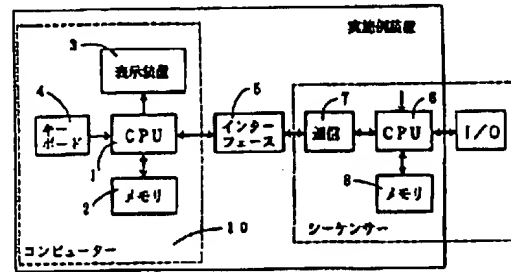 実施例装置
3
表示装置
4
キー
ボード
CPU
1
2
メモリ
コンピューター
10
5
インター
フェース
7
通信
6
CPU
I/O
8
メモリ
シーケンサー